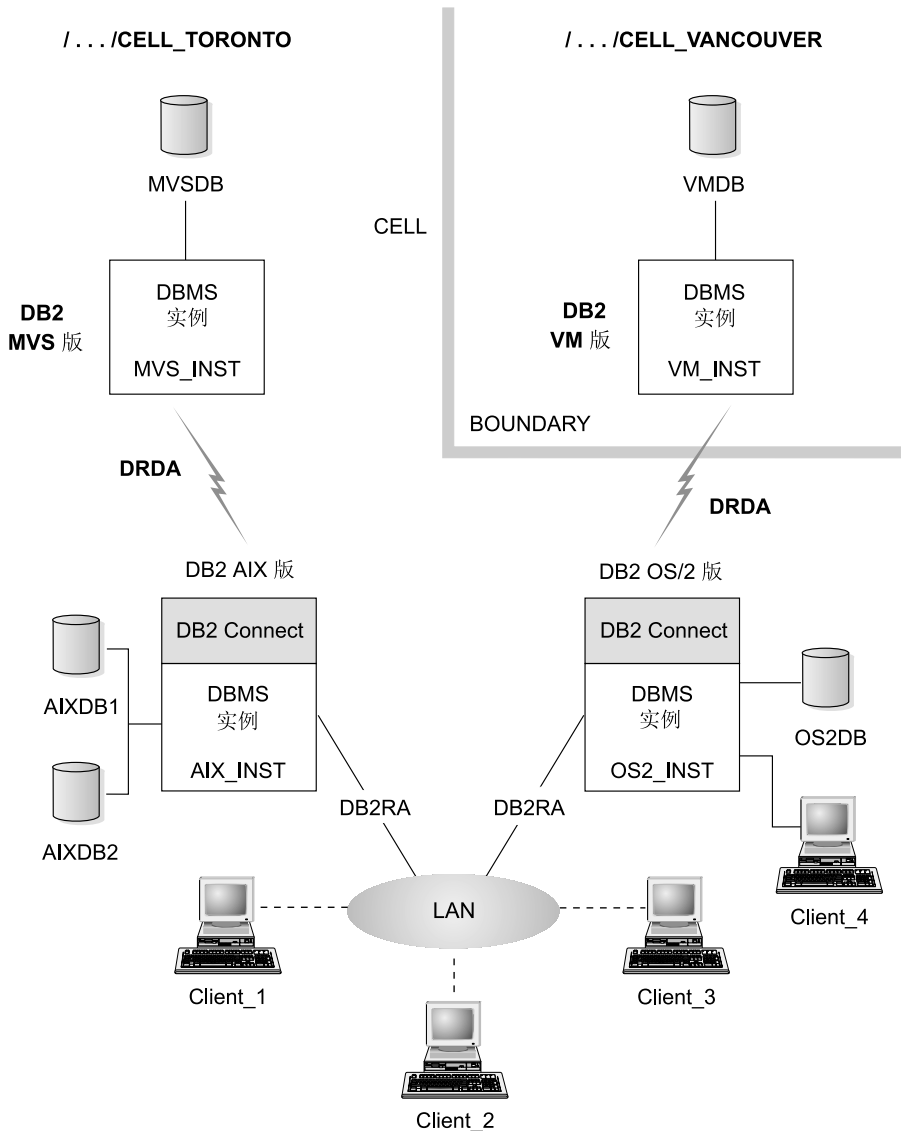 / . . . /CELL_TORONTO
/ . . . /CELL_VANCOUVER
MVSDB
VMDB
CELL
DB2
MVS 版
DBMS
实例
MVS_INST
DB2
VM 版
DBMS
实例
VM_INST
BOUNDARY
DRDA
DRDA
DB2 AIX 版
DB2 OS/2 版
DB2 Connect
DB2 Connect
AIXDB1
DBMS
实例
AIX_INST
DBMS
实例
OS2_INST
OS2DB
AIXDB2
DB2RA
DB2RA
LAN
Client_4
Client_1
Client_3
Client_2